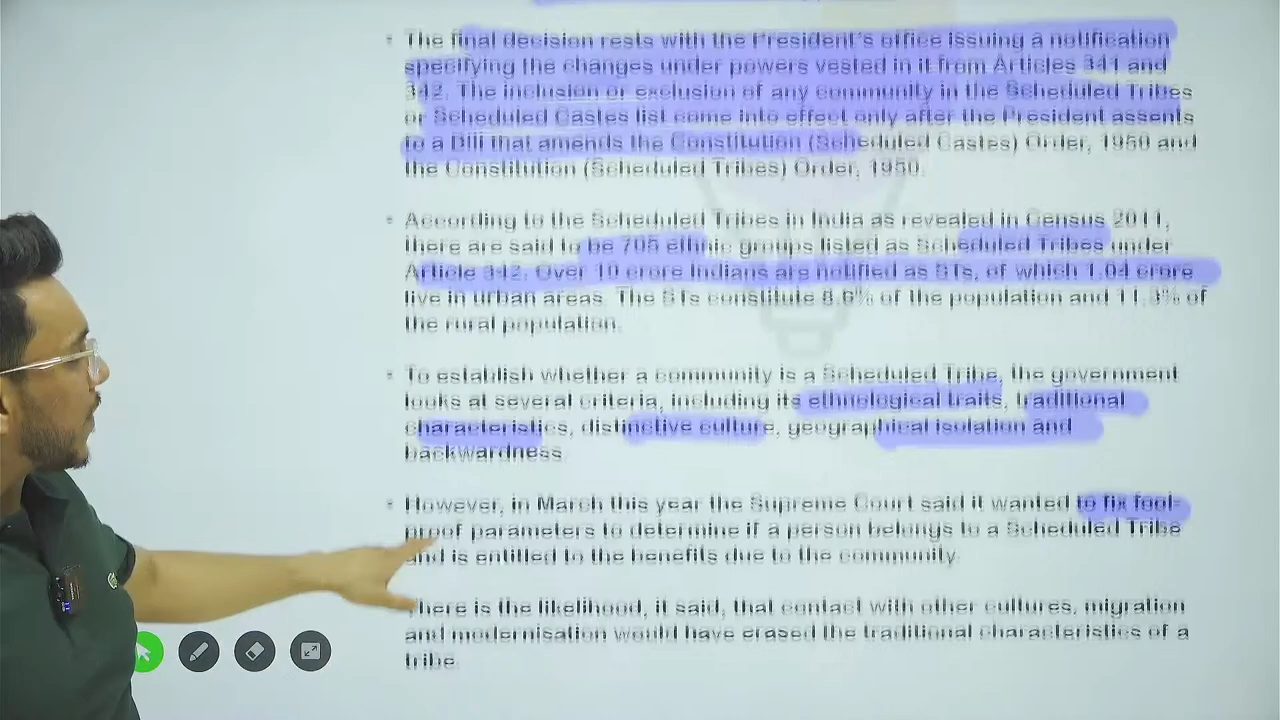 • The final decision rests with the President's office issuing a notification
specifying the changes under powers vested in it from Articles 341 and
342. The inclusion or exclusion of any community in the Scheduled Tribes
or Scheduled Castes list come into effect only after the President assents
to a Bill that amends the Constitution (Scheduled Castes) Order, 1950 and
the Constitution (Scheduled Tribes) Order, 1950.
• According to the Scheduled Tribes in India as revealed in Census 2011,
there are said to be 705 ethnic groups listed as Scheduled Tribes under
Article 342. Over 10 crore Indians are notified as STs, of which 1.04 crore
live in urban areas. The STs constitute 8.6% of the population and 11.3% of
the rural population.
• To establish whether a community is a Scheduled Tribe, the government
looks at several criteria, including its ethnological traits, traditional
characteristics, distinctive culture, geographical isolation and
backwardness.
• However, in March this year the Supreme Court said it wanted to fix fool-
proof parameters to determine if a person belongs to a Scheduled Tribe
and is entitled to the benefits due to the community.
There is the likelihood, it said, that contact with other cultures, migration
and modernisation would have erased the traditional characteristics of a
tribe.